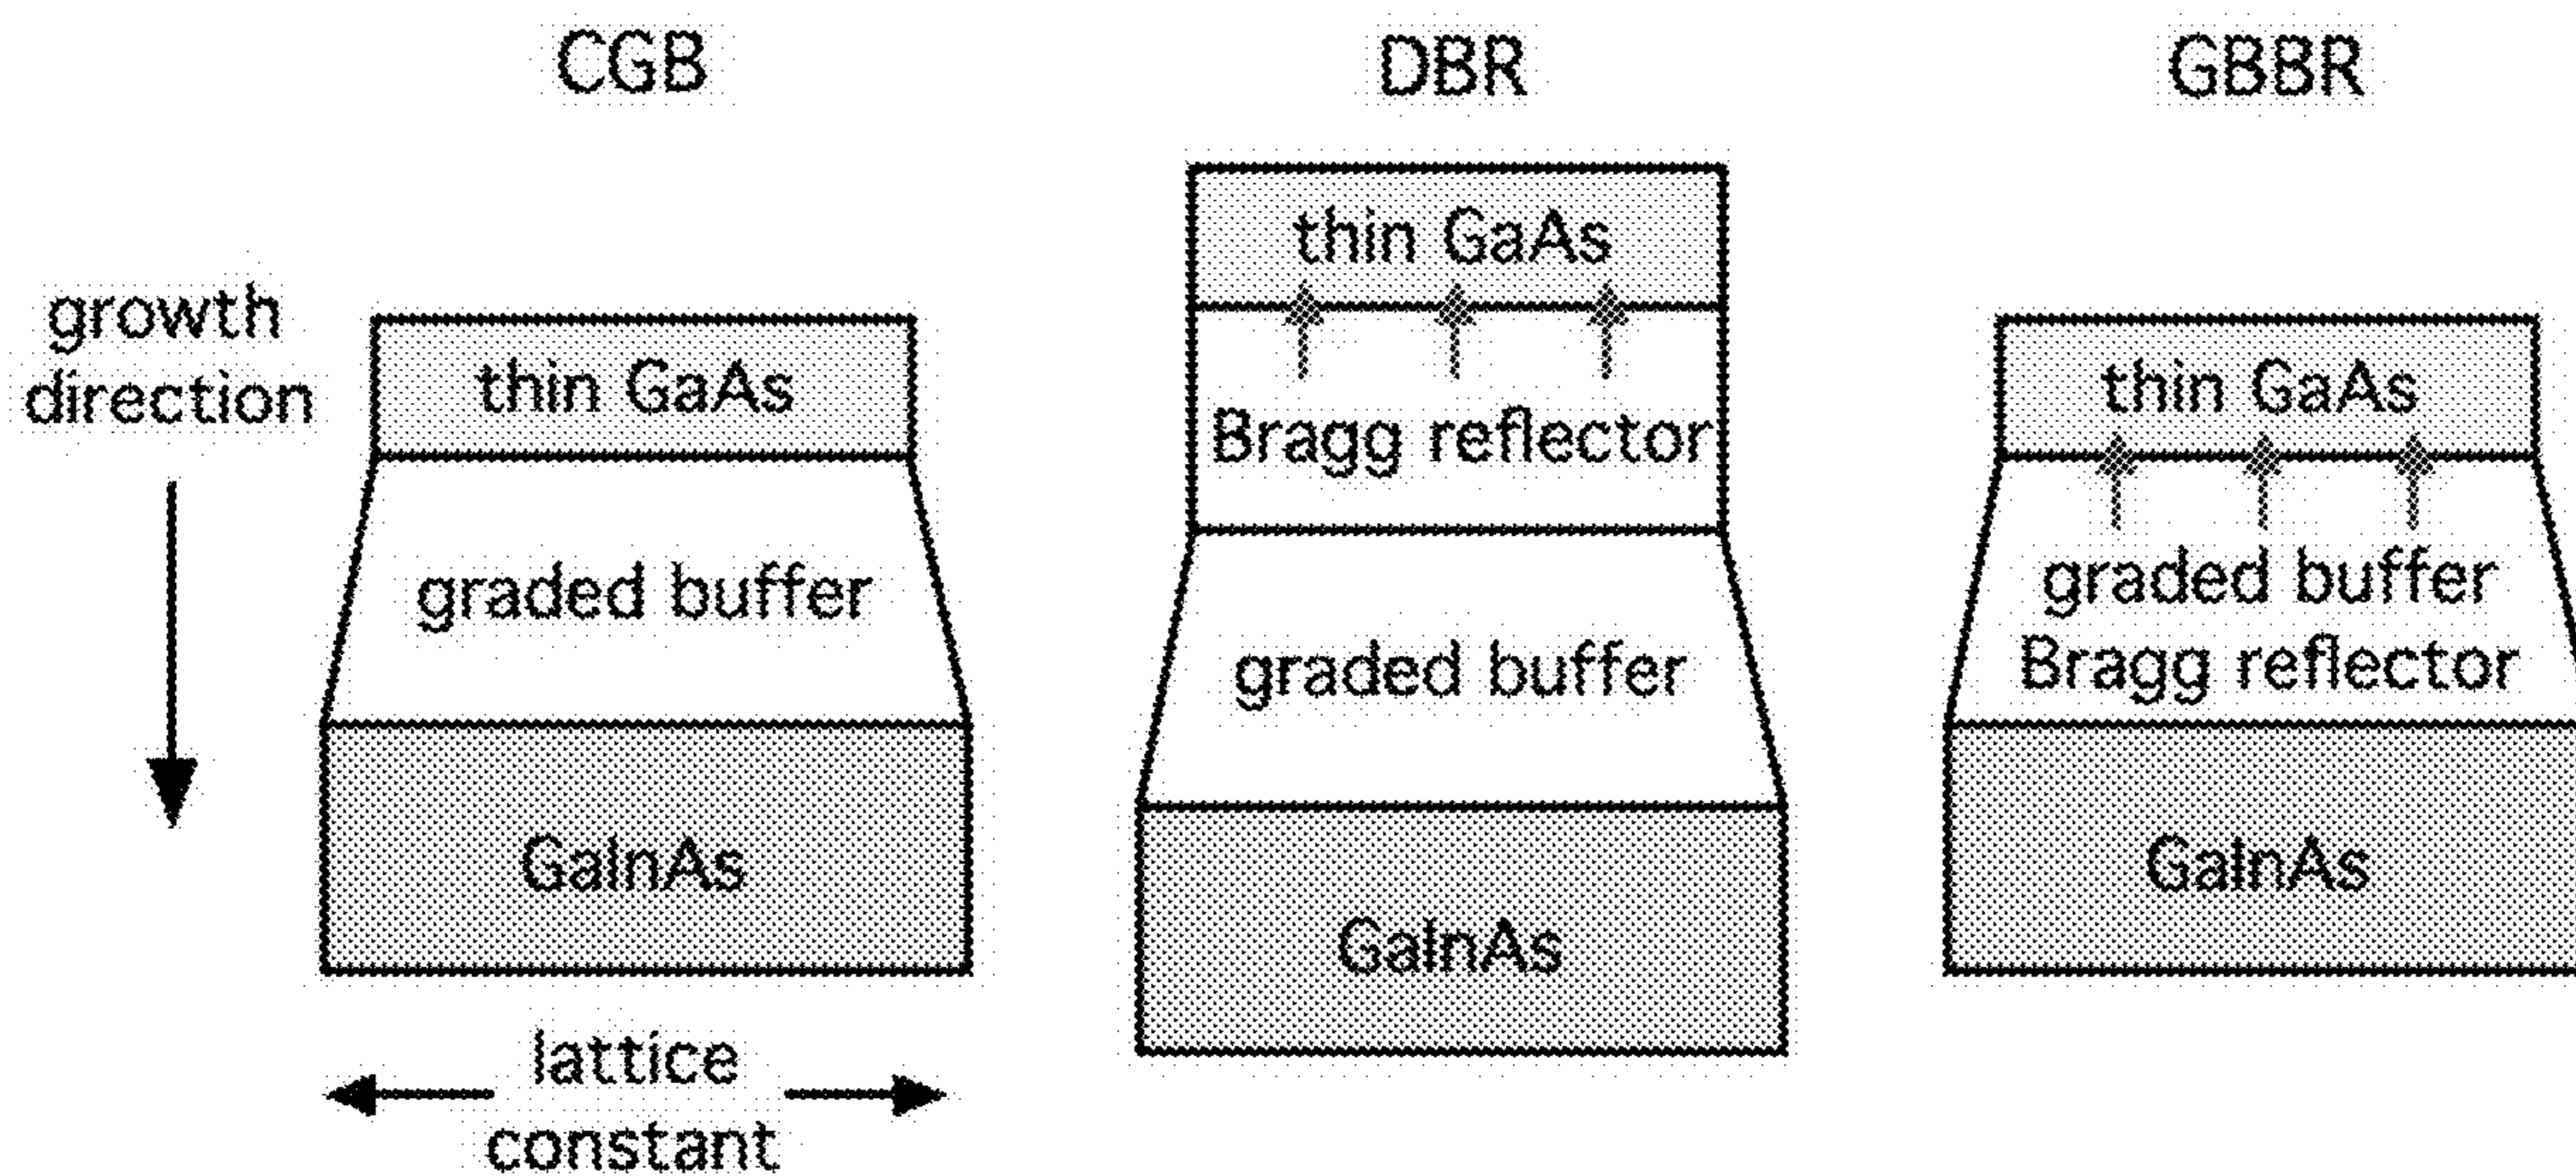 CGB
DBR
GBBR
growth
direction
thin GaAs
graded buffer
GaInAs
lattice
constant
thin GaAs
Bragg reflector
graded buffer
GaInAs
thin GaAs
graded buffer
Bragg reflector
GaInAs